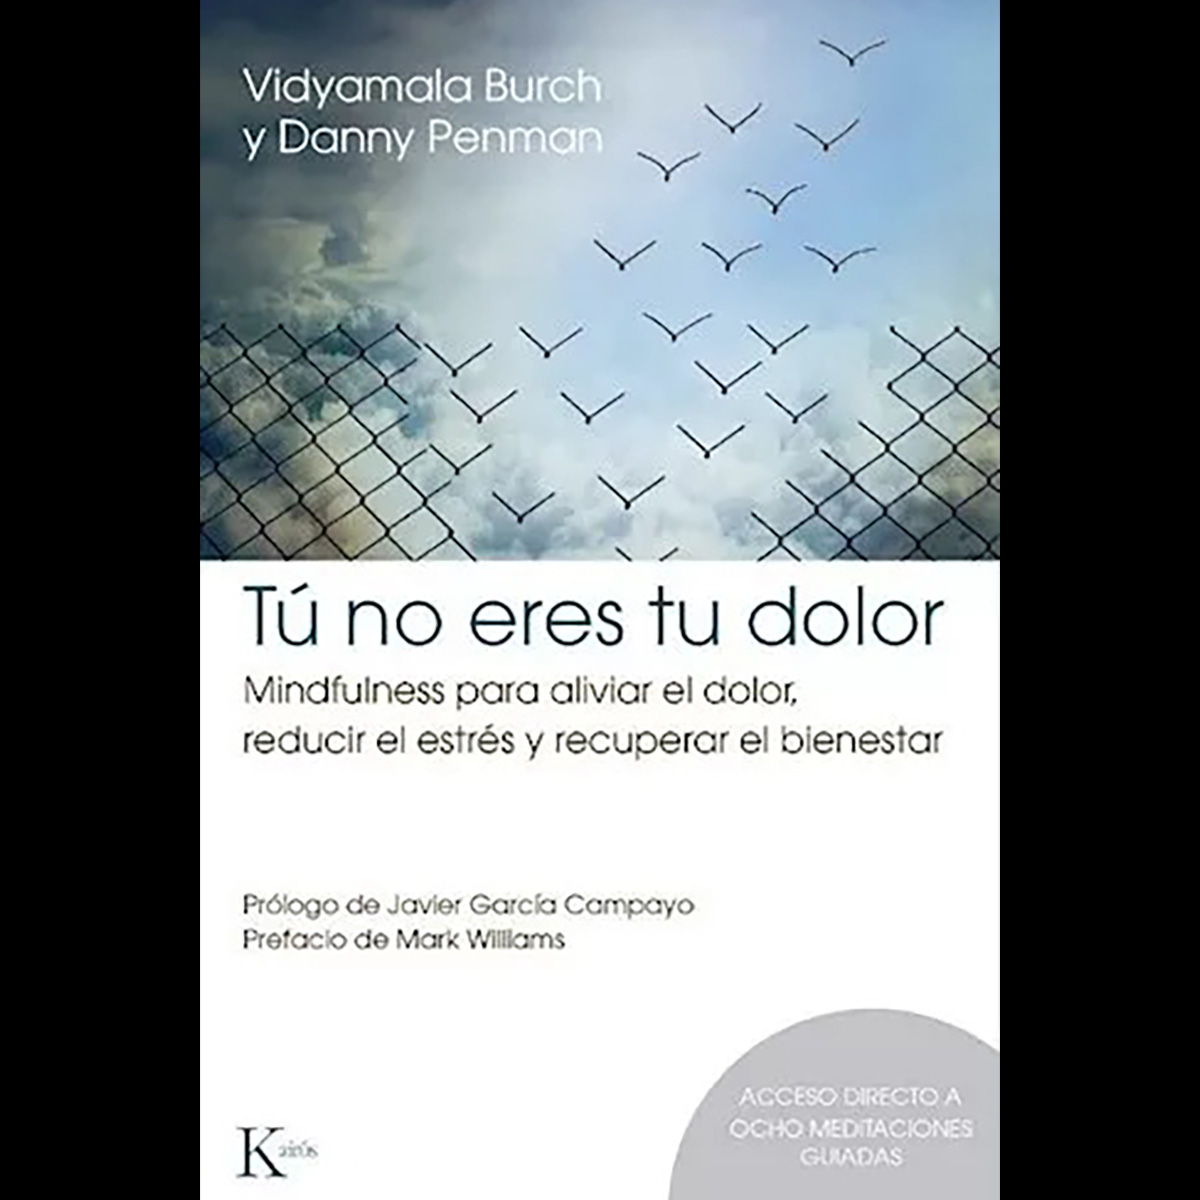 Vidyamala Burch
y Danny Penman
Tú no eres tu dolor
Mindfulness para aliviar el dolor,
reducir el estrés y recuperar el bienestar
Prólogo de Javier García Campayo
Prefacio de Mark Williams
ACCESO DIRECTO A
OCHO MEDITACIONES
GUIADAS
Kairós